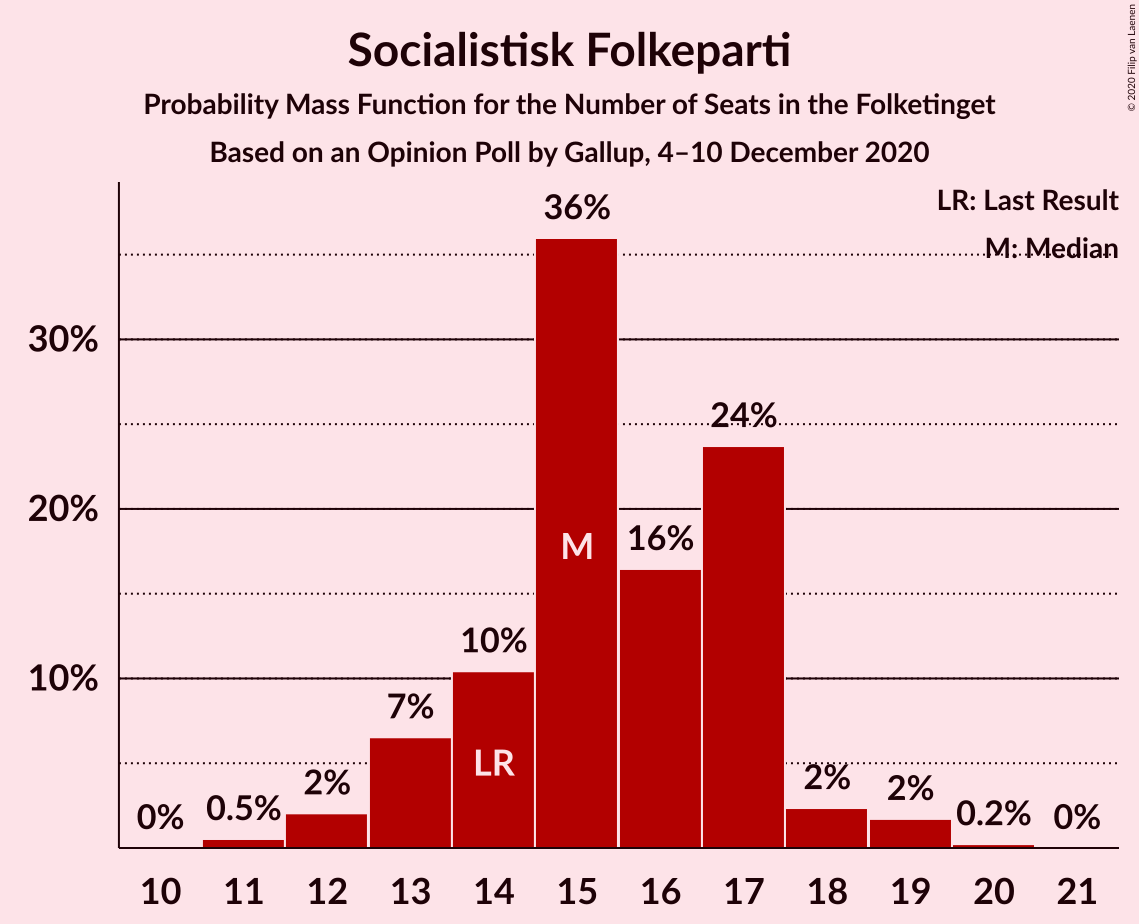 Socialistisk Folkeparti
Probability Mass Function for the Number of Seats in the Folketinget
Based on an Opinion Poll by Gallup, 4–10 December 2020
© 2020 Filip van Laenen
LR: Last Result
M: Median
30%
20%
10%
0%
0.5%
2%
7%
10%
36%
16%
24%
2%
2%
0.2%
0%
LR
M
10 11 12 13 14 15 16 17 18 19 20 21